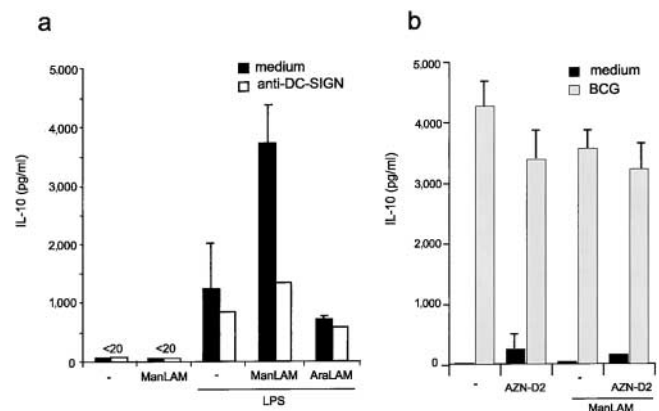 a
medium
anti-DC-SIGN
IL-10 (pg/ml)
5,000
4,000
3,000
2,000
1,000
0
<20 <20
- ManLAM - ManLAM AraLAM
LPS
b
medium
BCG
IL-10 (pg/ml)
5,000
4,000
3,000
2,000
1,000
0
- AZN-D2 - AZN-D2
ManLAM